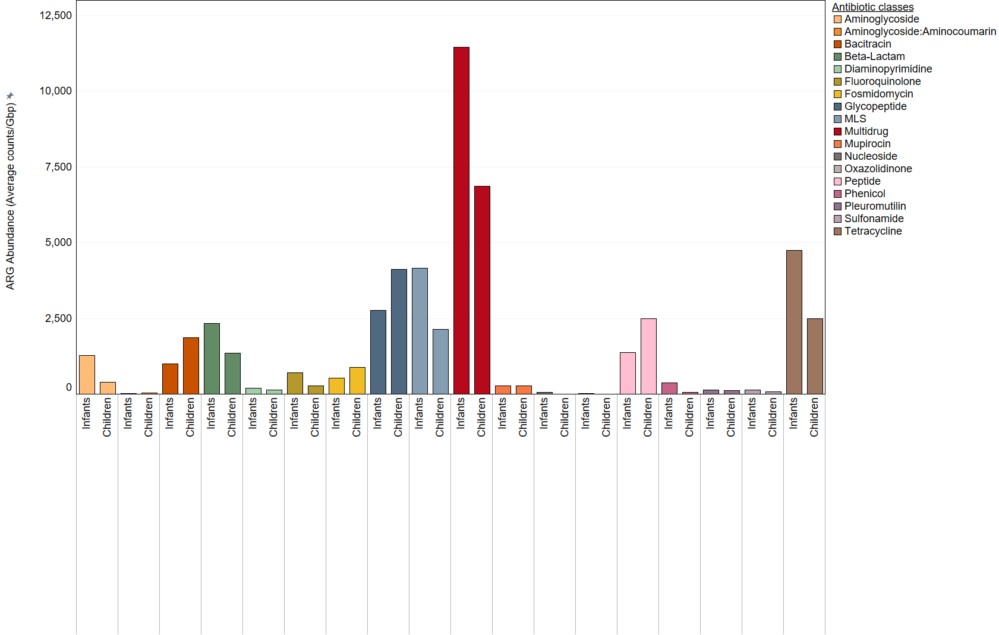 12,500
10,000
7,500
5,000
2,500
0
ARG Abundance (Average counts/Gbp)
Infants
Children
Infants
Children
Infants
Children
Infants
Children
Infants
Children
Infants
Children
Infants
Children
Infants
Children
Infants
Children
Infants
Children
Infants
Children
Infants
Children
Infants
Children
Infants
Children
Infants
Children
Infants
Children
Infants
Children
Infants
Children
Antibiotic classes
Aminoglycoside
Aminoglycoside:Aminocoumarin
Bacitracin
Beta-Lactam
Diaminopyrimidine
Fluoroquinolone
Fosmidomycin
Glycopeptide
MLS
Multidrug
Mupirocin
Nucleoside
Oxazolidinone
Peptide
Phenicol
Pleuromutilin
Sulfonamide
Tetracycline